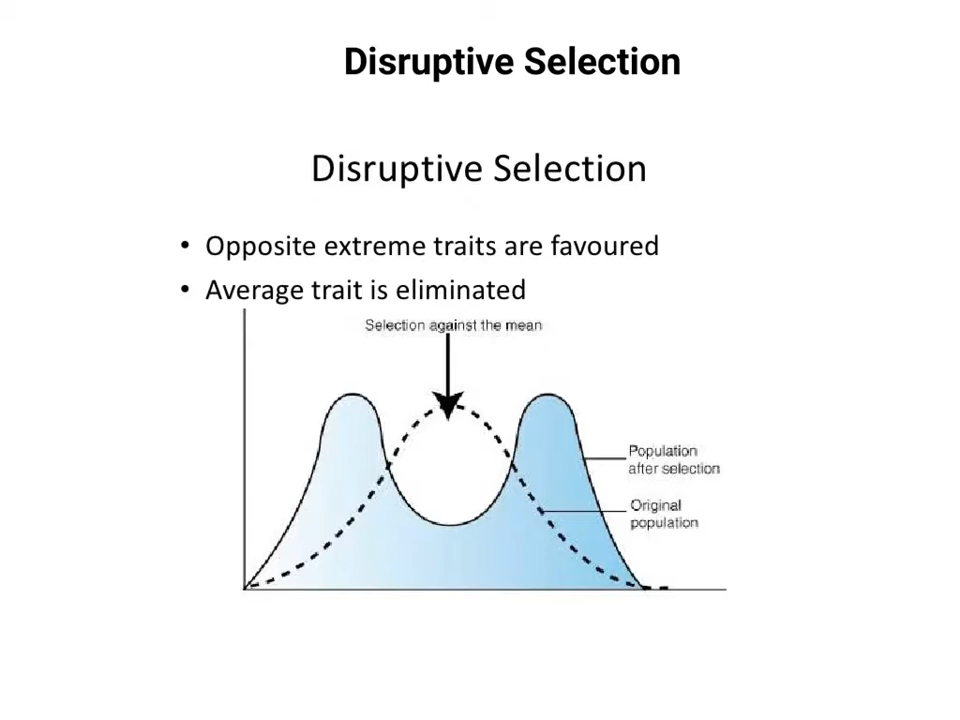 Disruptive Selection
Disruptive Selection
• Opposite extreme traits are favoured
• Average trait is eliminated
Selection against the mean
Population
after selection
Original
population